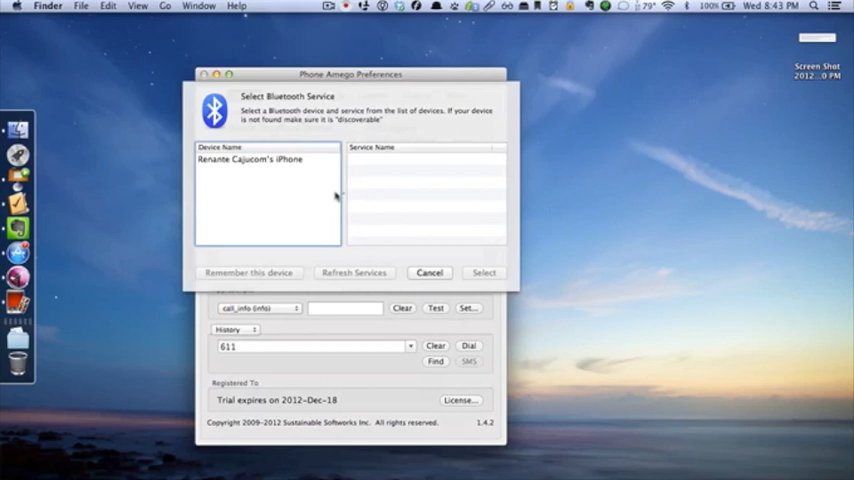 Finder File Edit View Go Window Help
79° 100% Wed 8:43 PM
Screen Shot
2012...0 PM
Phone Amego Preferences
Select Bluetooth Service
Select a Bluetooth device and service from the list of devices. If your device
is not found make sure it is "discoverable"
Device Name Service Name
Renante Cajucom's iPhone
Remember this device Refresh Services Cancel Select
call_info (info) Clear Test Set...
History
611 Clear Dial
Find SMS
Registered To
Trial expires on 2012-Dec-18 License...
Copyright 2009-2012 Sustainable Softworks Inc. All rights reserved. 1.4.2